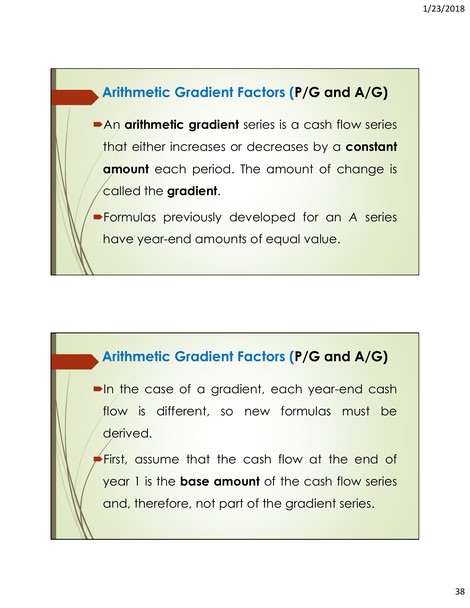 1/23/2018
Arithmetic Gradient Factors (P/G and A/G)
An arithmetic gradient series is a cash flow series
that either increases or decreases by a constant
amount each period. The amount of change is
called the gradient.
Formulas previously developed for an A series
have year-end amounts of equal value.
Arithmetic Gradient Factors (P/G and A/G)
In the case of a gradient, each year-end cash
flow is different, so new formulas must be
derived.
First, assume that the cash flow at the end of
year 1 is the base amount of the cash flow series
and, therefore, not part of the gradient series.
38